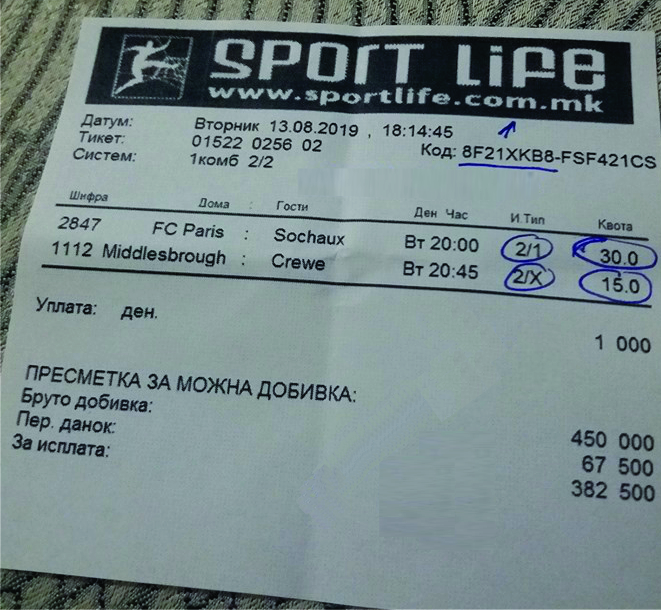 SPORT LIFE
www.sportlife.com.mk
Датум: Вторник 13.08.2019 , 18:14:45
Тикет: 01522 0256 02 Код: 8F21XKB8-FSF421CS
Систем: 1комб 2/2
Шифра Дома : Гости Ден Час И.Тип Квота
2847 FC Paris : Sochaux Вт 20:00 2/1 30.0
1112 Middlesbrough : Crewe Вт 20:45 2/X 15.0
Уплата: ден. 1 000
ПРЕСМЕТКА ЗА МОЖНА ДОБИВКА:
Бруто добивка: 450 000
Пер. данок: 67 500
За исплата: 382 500